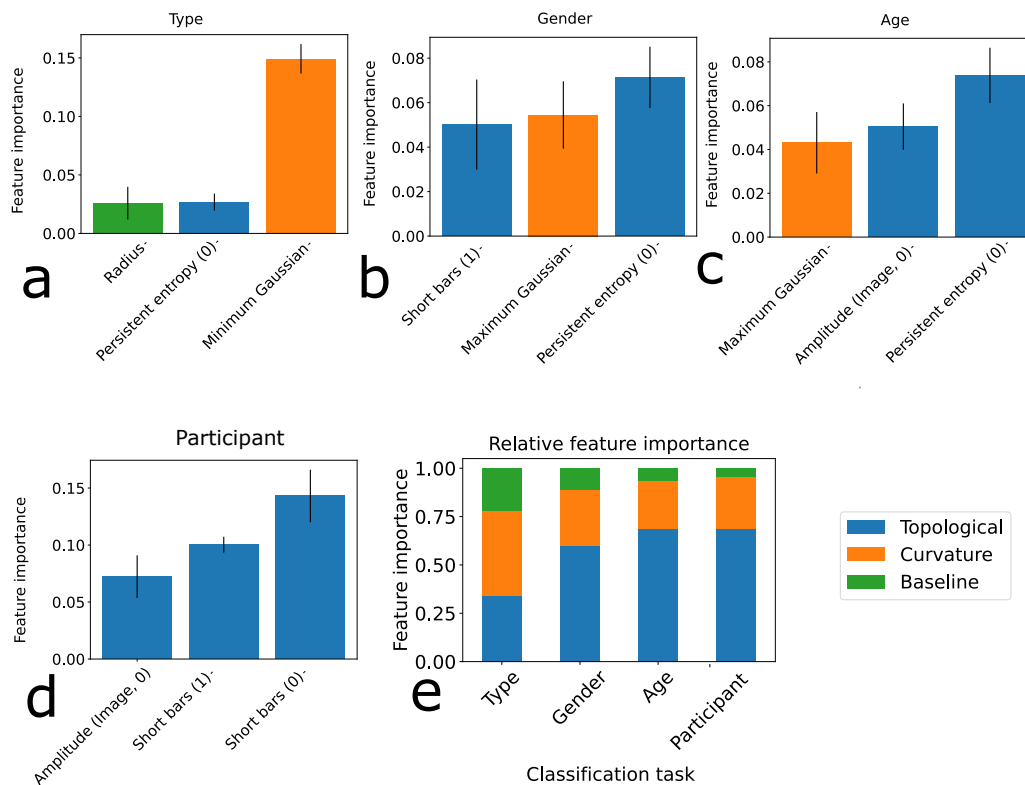 Type
Feature importance
0.15
0.10
0.05
0.00
Radius-
Persistent entropy (0)-
Minimum Gaussian-
a
Gender
Feature importance
0.08
0.06
0.04
0.02
0.00
Short bars (1)-
Maximum Gaussian-
Persistent entropy (0)-
b
Age
Feature importance
0.08
0.06
0.04
0.02
0.00
Maximum Gaussian-
Amplitude (Image, 0)-
Persistent entropy (0)-
c
Participant
Feature importance
0.15
0.10
0.05
0.00
Amplitude (Image, 0)
Short bars (1)-
Short bars (0)-
d
Relative feature importance
Feature importance
1.00
0.75
0.50
0.25
0.00
Type
Gender
Age
Participant
e
Classification task
Topological
Curvature
Baseline